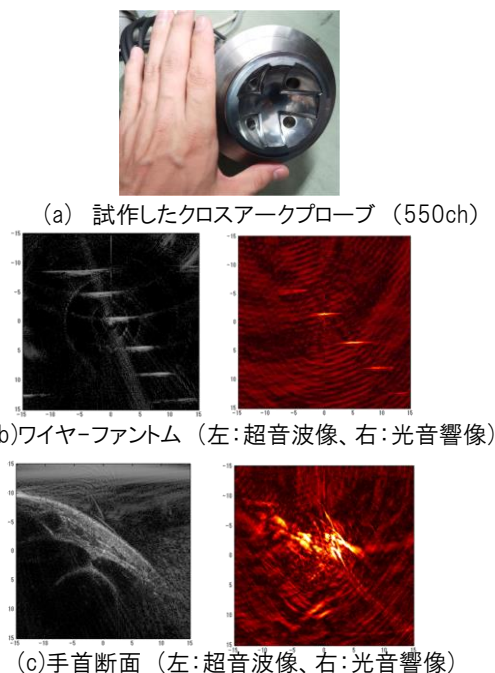 (a) 試作したクロスアークプローブ (550ch)
b)ワイヤーファントム (左:超音波像、右:光音響像)
(c)手首断面 (左:超音波像、右:光音響像)